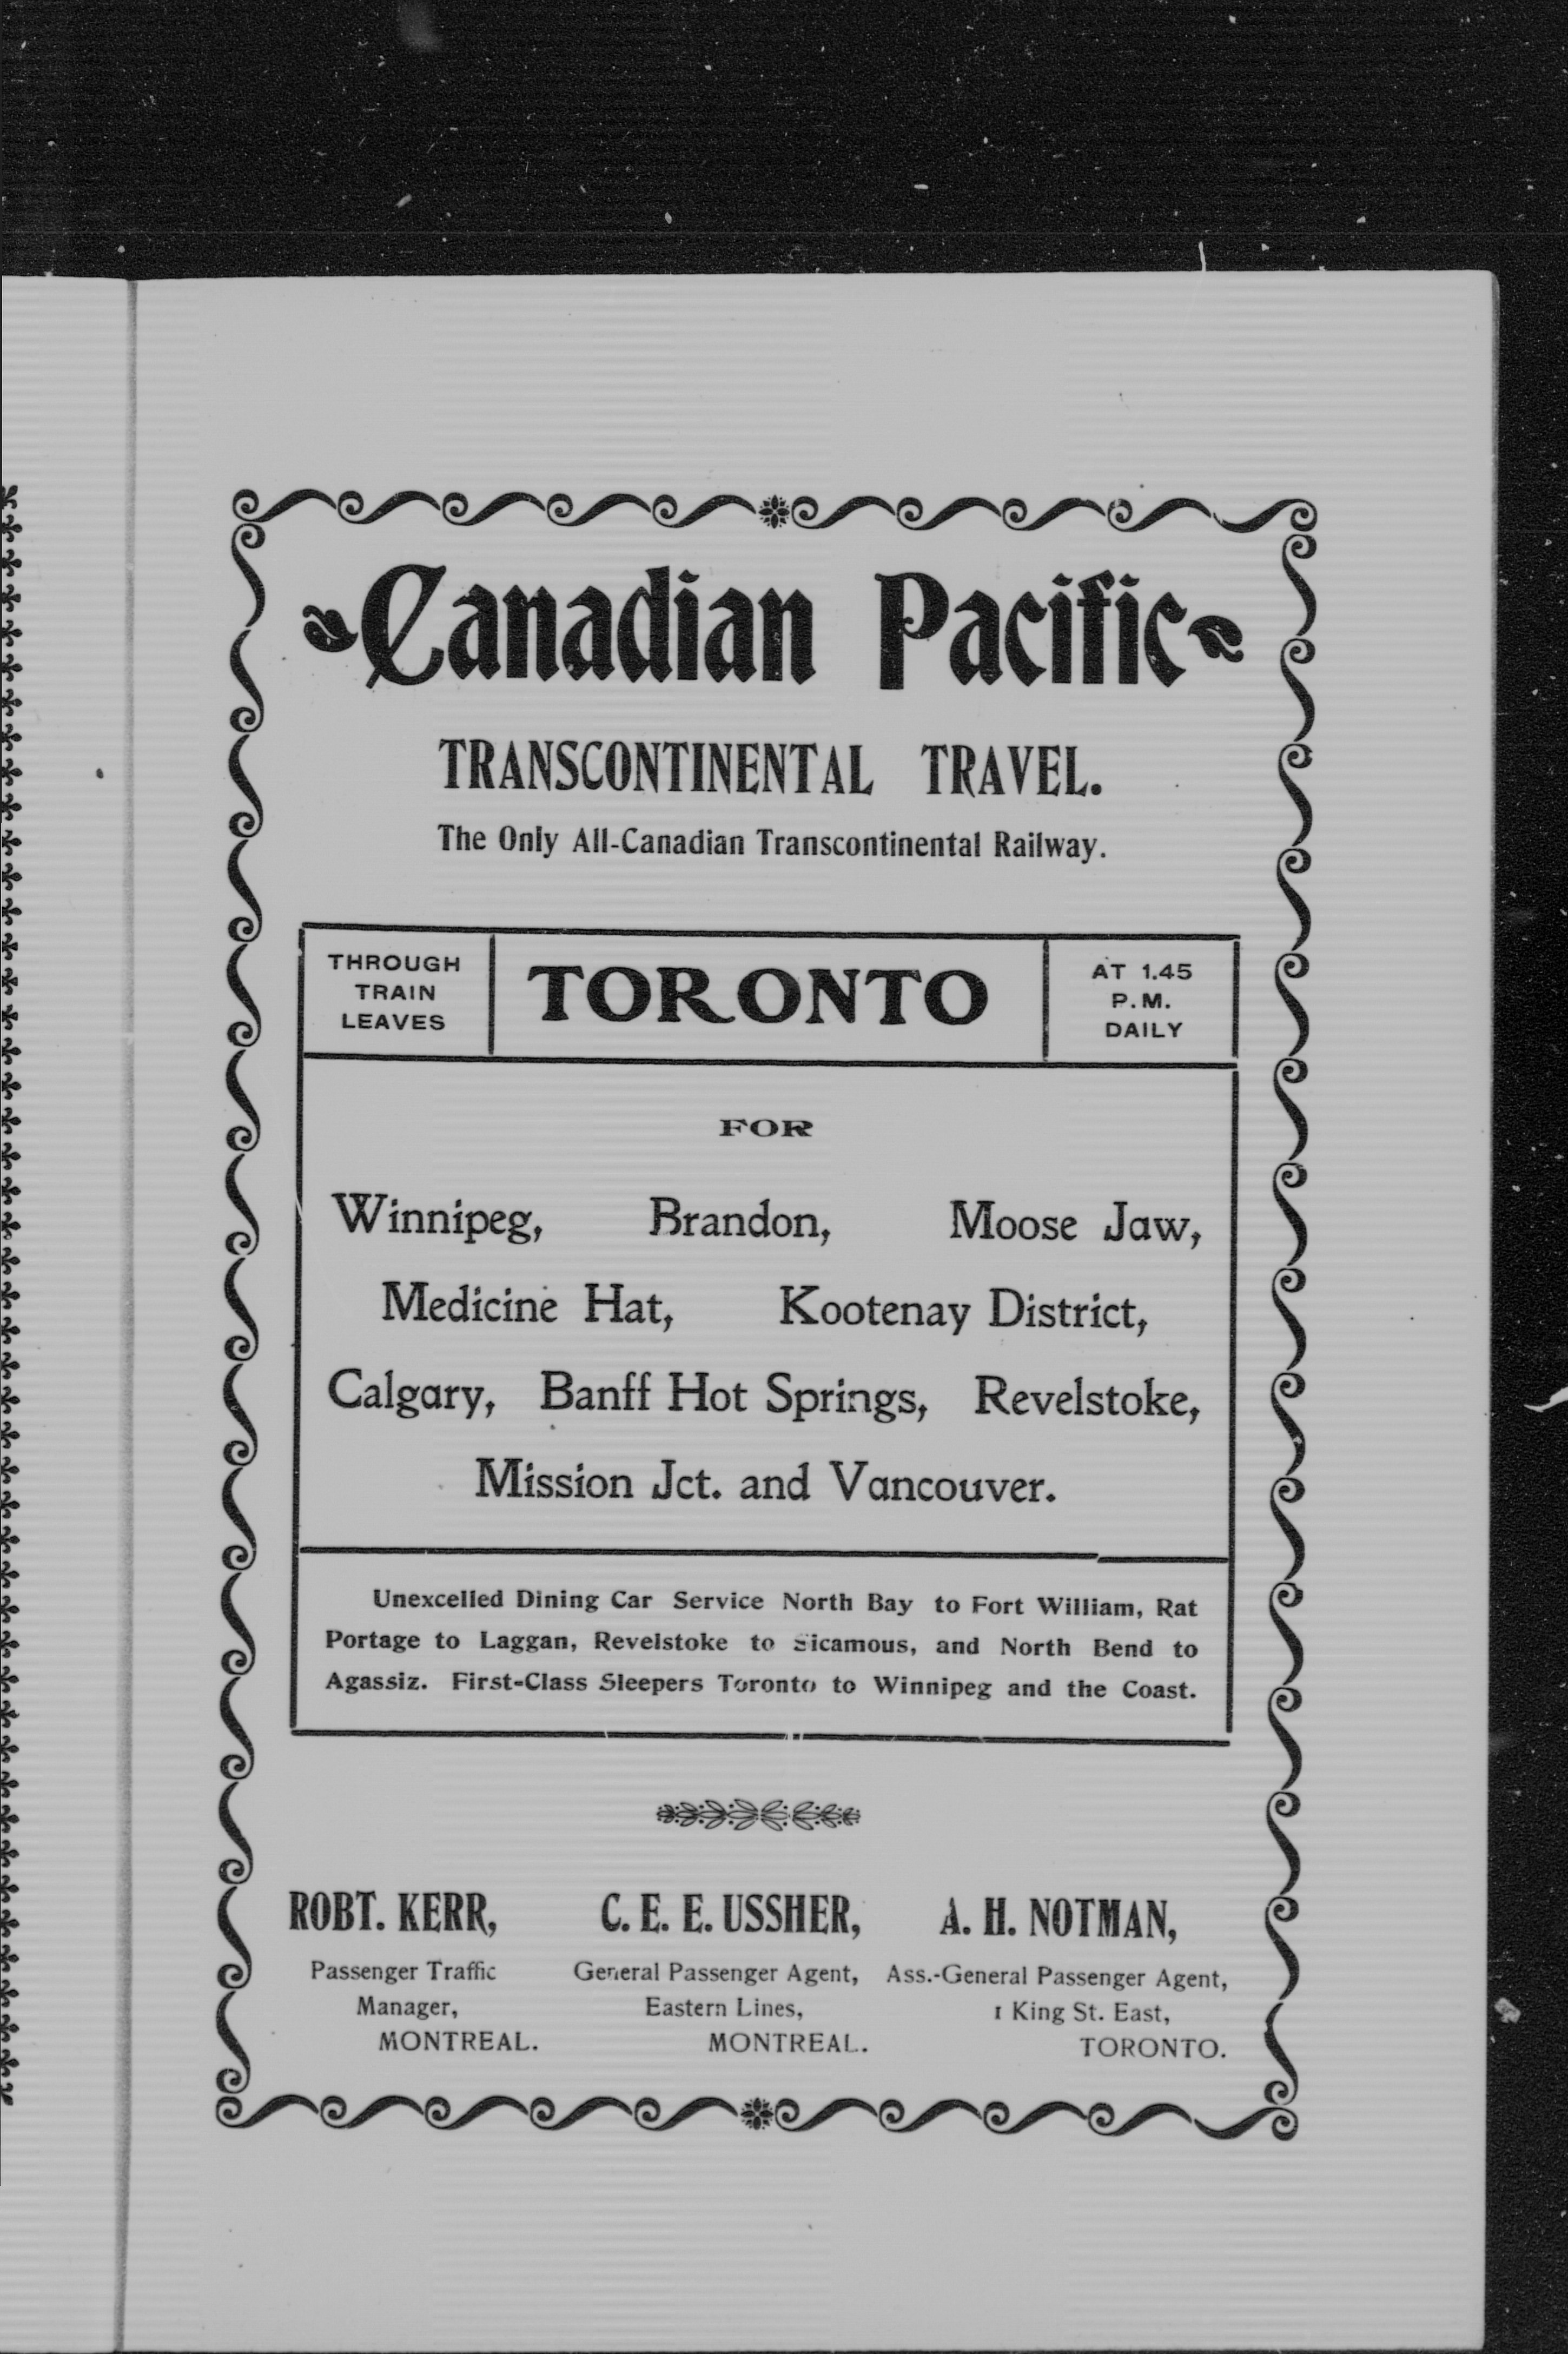 Canadian Pacific
TRANSCONTINENTAL TRAVEL.
The Only All-Canadian Transcontinental Railway.
THROUGH
TRAIN
LEAVES
TORONTO
AT 1.45
P.M.
DAILY
FOR
Winnipeg, Brandon, Moose Jaw,
Medicine Hat, Kootenay District,
Calgary, Banff Hot Springs, Revelstoke,
Mission Jct. and Vancouver.
Unexcelled Dining Car Service North Bay to Fort William, Rat
Portage to Laggan, Revelstoke to Sicamous, and North Bend to
Agassiz. First-Class Sleepers Toronto to Winnipeg and the Coast.
ROBT. KERR,
Passenger Traffic
Manager,
MONTREAL.
C. E. E. USSHER,
General Passenger Agent,
Eastern Lines,
MONTREAL.
A. H. NOTMAN,
Ass.-General Passenger Agent,
1 King St. East,
TORONTO.